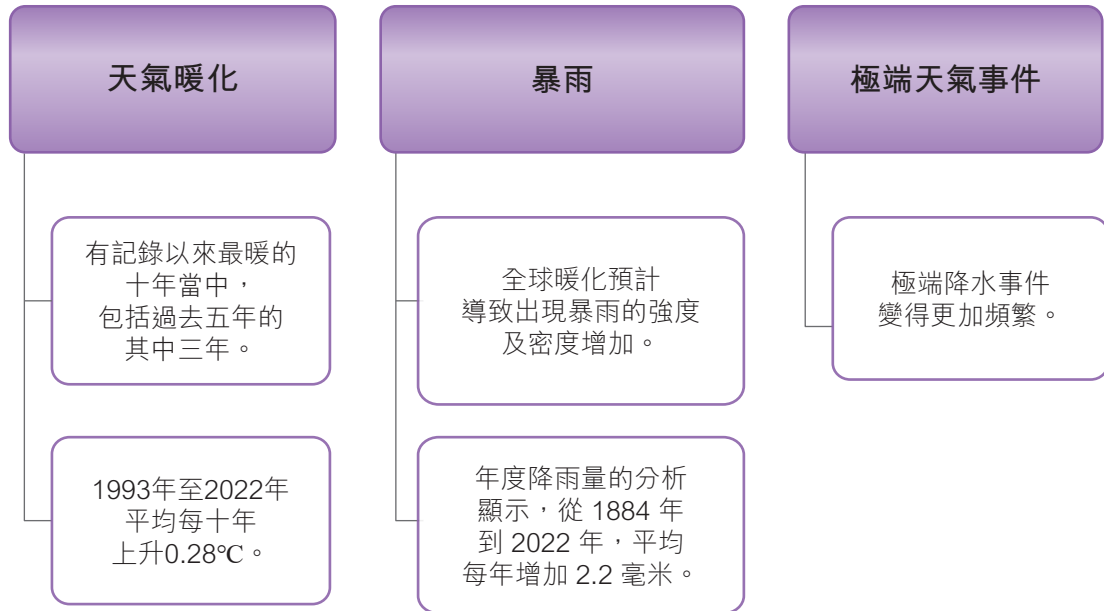 天氣暖化
有記錄以來最暖的
十年當中，
包括過去五年的
其中三年。
1993年至2022年
平均每十年
上升0.28℃。
暴雨
全球暖化預計
導致出現暴雨的強度
及密度增加。
年度降雨量的分析
顯示，從 1884 年
到 2022 年，平均
每年增加 2.2 毫米。
極端天氣事件
極端降水事件
變得更加頻繁。